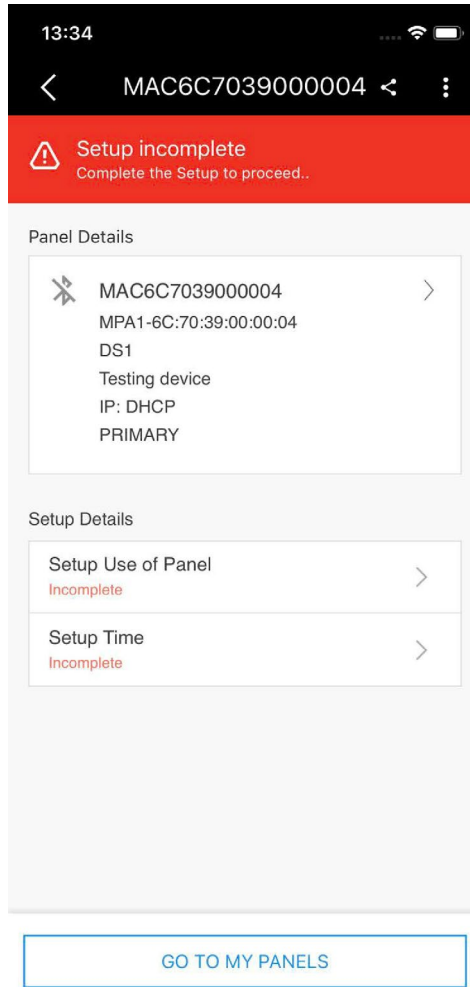 13:34
MAC6C7039000004
Setup incomplete
Complete the Setup to proceed..
Panel Details
MAC6C7039000004
MPA1-6C:70:39:00:00:04
DS1
Testing device
IP: DHCP
PRIMARY
Setup Details
Setup Use of Panel
Incomplete
Setup Time
Incomplete
GO TO MY PANELS